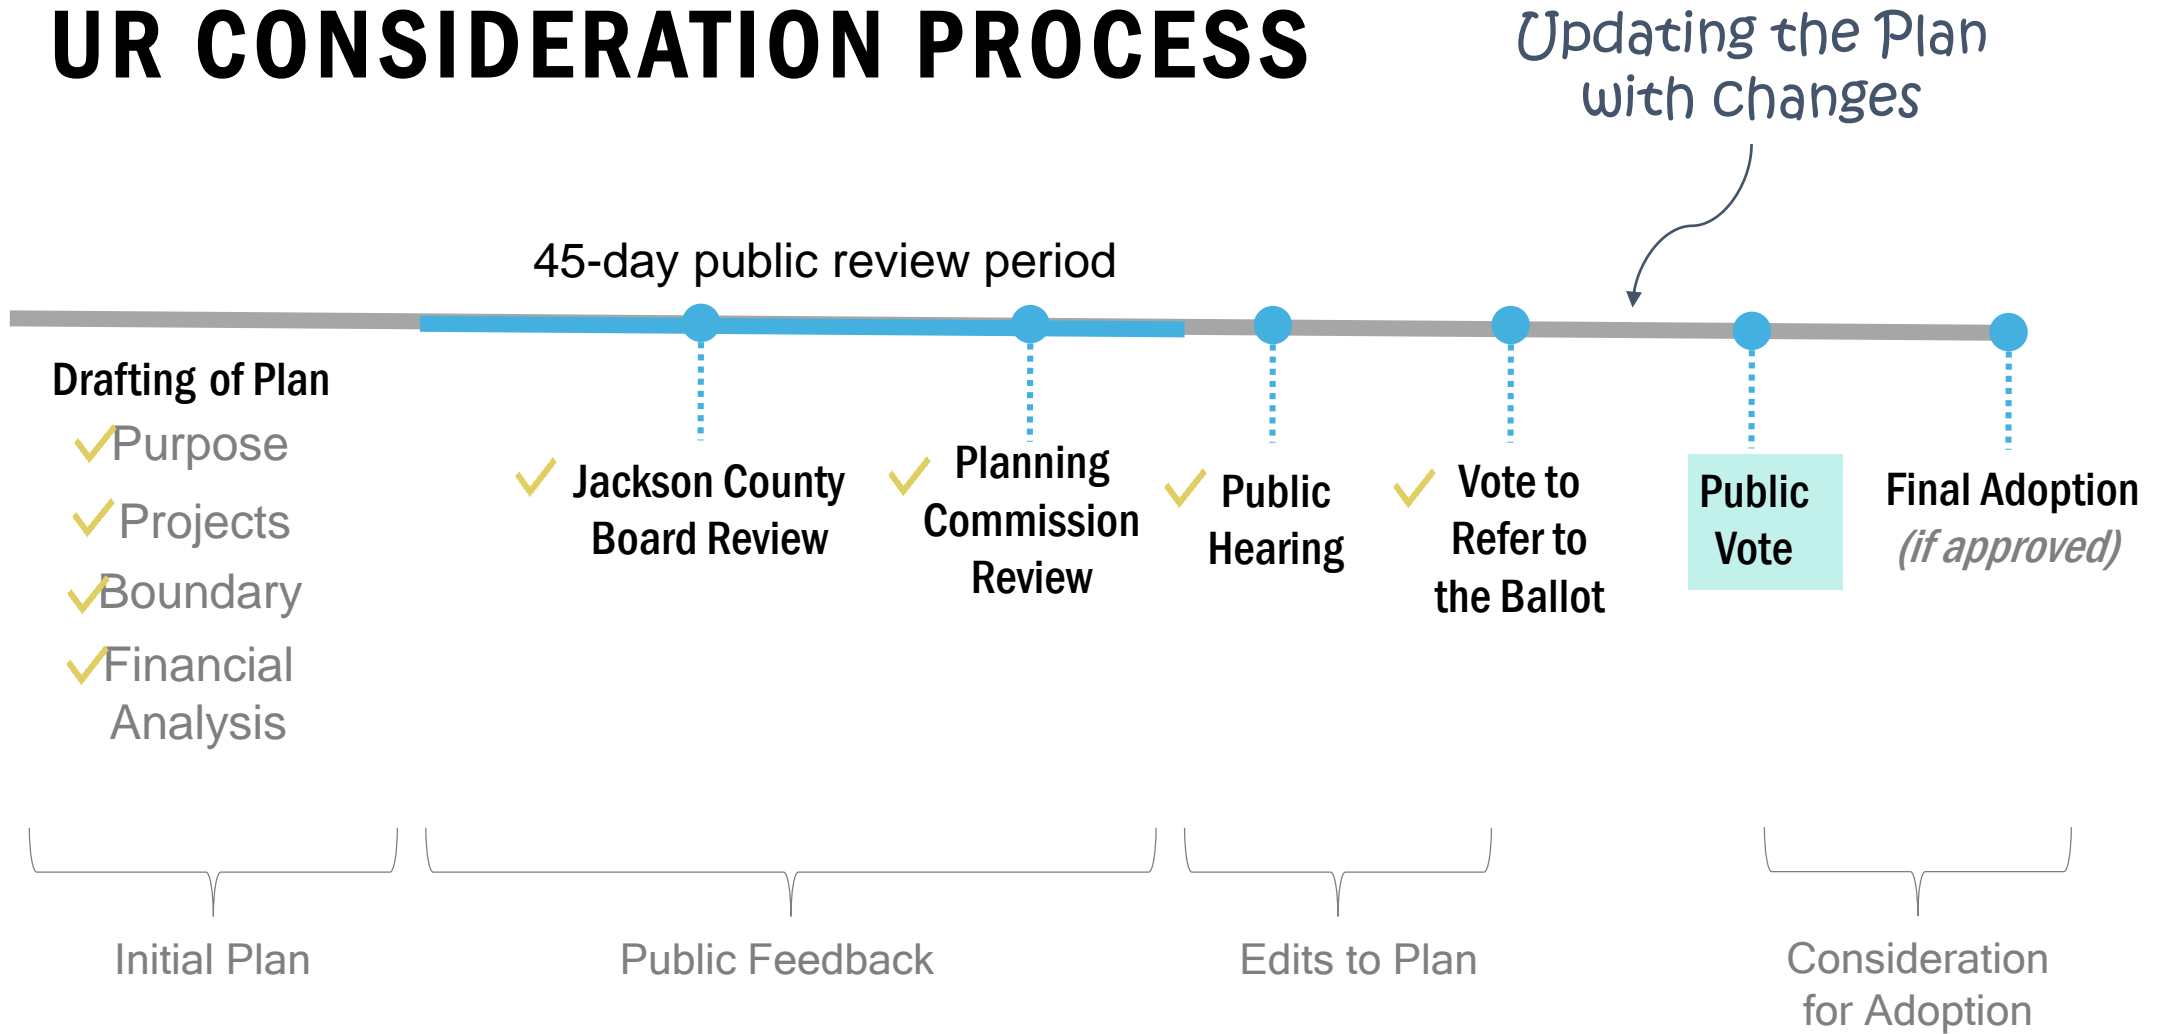 UR CONSIDERATION PROCESS
Updating the Plan
with changes
45-day public review period
Drafting of Plan
Purpose
Projects
Boundary
Financial
Analysis
Jackson County
Board Review
Planning
Commission
Review
Public
Hearing
Vote to
Refer to
the Ballot
Public
Vote
Final Adoption
(if approved)
Initial Plan
Public Feedback
Edits to Plan
Consideration
for Adoption